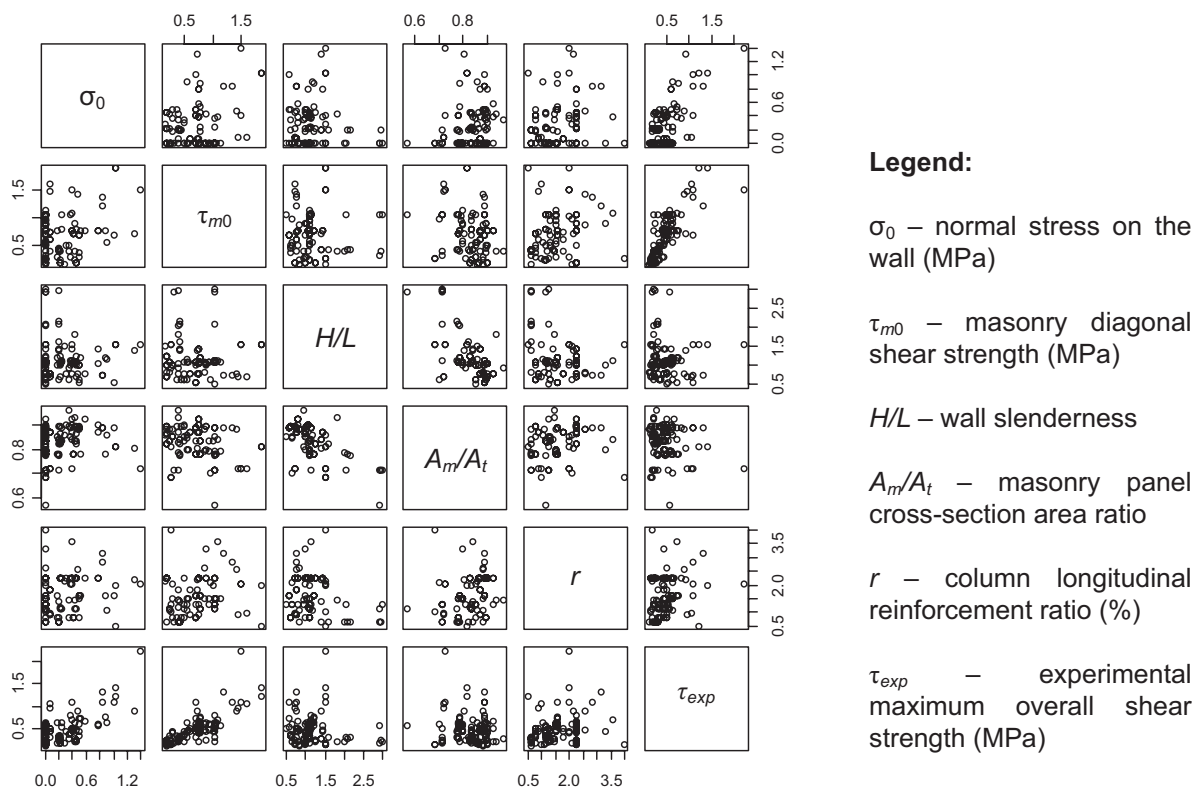 0.5 1.5
0.6 0.8
0.5 1.5
σ0
0.0 0.6 1.2
0.5 1.5
τm0
H/L
0.5 1.5 2.5
0.6 0.8
Am/At
r
0.5 2.0 3.5
0.5 1.5
τexp
0.0 0.6 1.2
0.5 1.5 3.0
0.5 2.0 3.5
Legend:
σ0 – normal stress on the
wall (MPa)
τm0 – masonry diagonal
shear strength (MPa)
H/L – wall slenderness
Am/At – masonry panel
cross-section area ratio
r – column longitudinal
reinforcement ratio (%)
τexp – experimental
maximum overall shear
strength (MPa)